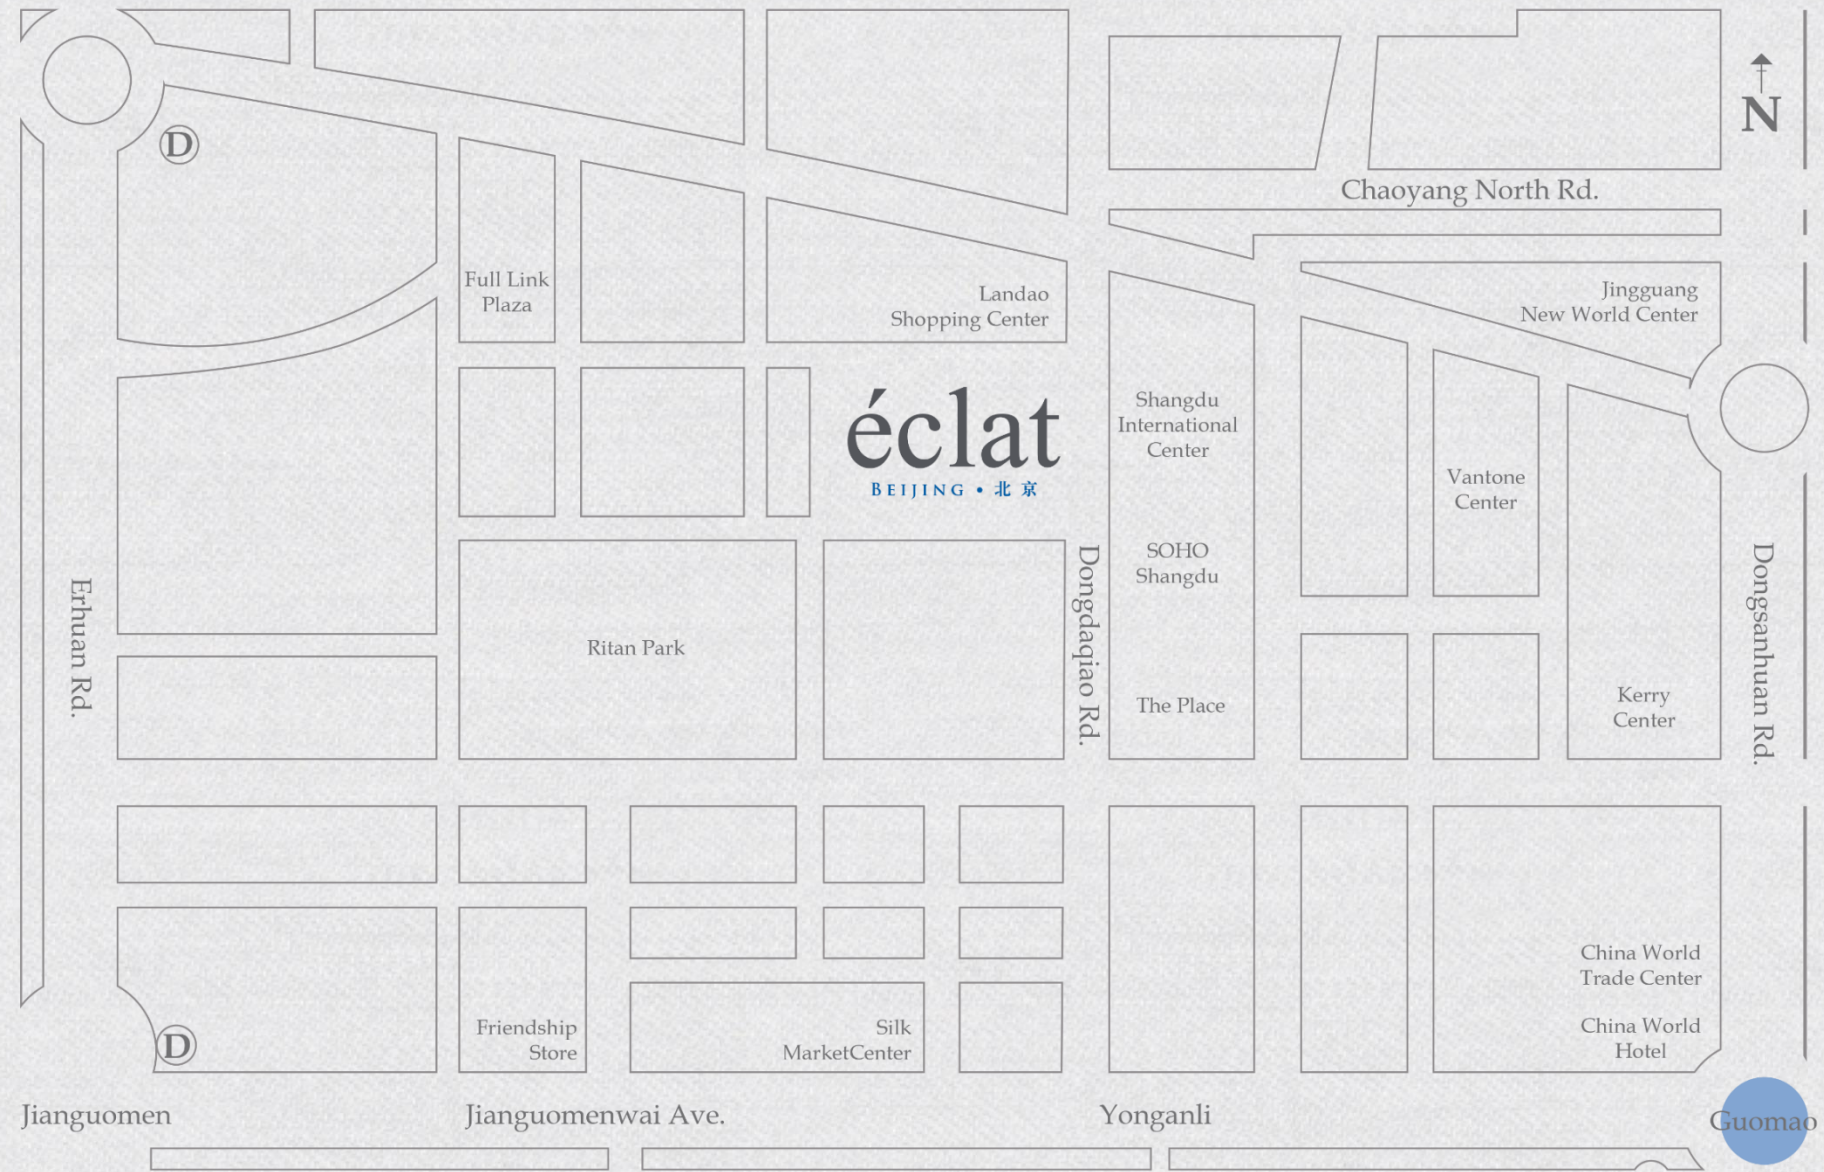 D
N
Chaoyang North Rd.
Full Link
Plaza
Landao
Shopping Center
Jingguang
New World Center
éclat
BEIJING • 北京
Shangdu
International
Center
Vantone
Center
SOHO
Shangdu
Erhuan Rd.
Ritan Park
Dongdaqiao Rd.
The Place
Kerry
Center
Dongsanhuan Rd.
China World
Trade Center
China World
Hotel
D
Friendship
Store
Silk
MarketCenter
Jianguomen
Jianguomenwai Ave.
Yonganli
Guomao